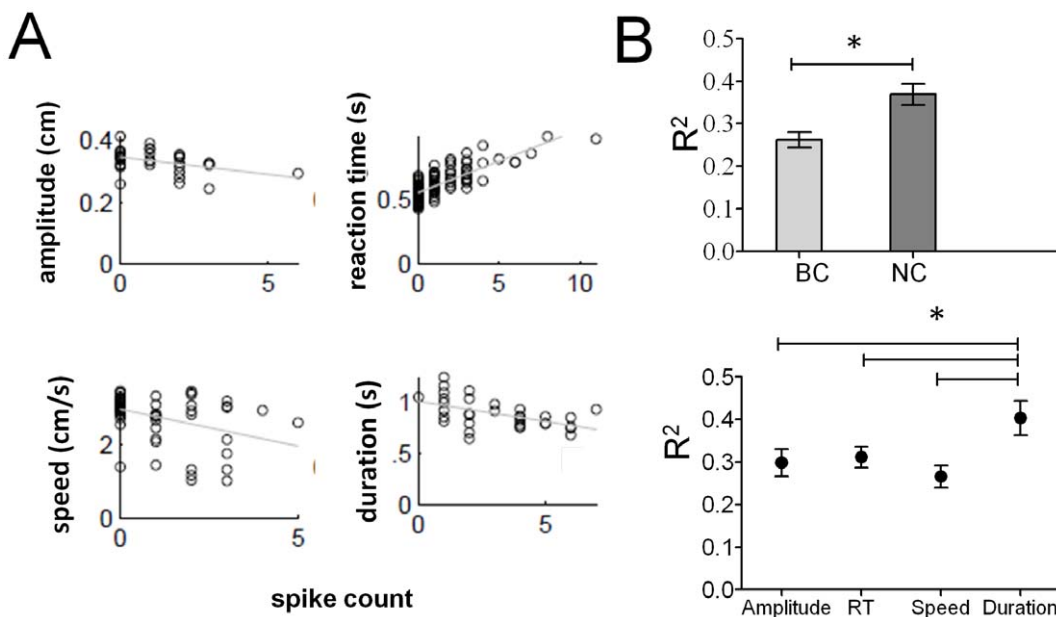 A
amplitude (cm)
0.4
0.2
0
0
5
reaction time (s)
0.5
0
0
5
10
speed (cm/s)
2
0
0
5
duration (s)
1
.5
0
0
5
spike count
B
R²
0.5
0.4
0.3
0.2
0.1
0.0
*
BC
NC
R²
0.5
0.4
0.3
0.2
0.1
0.0
*
Amplitude
RT
Speed
Duration